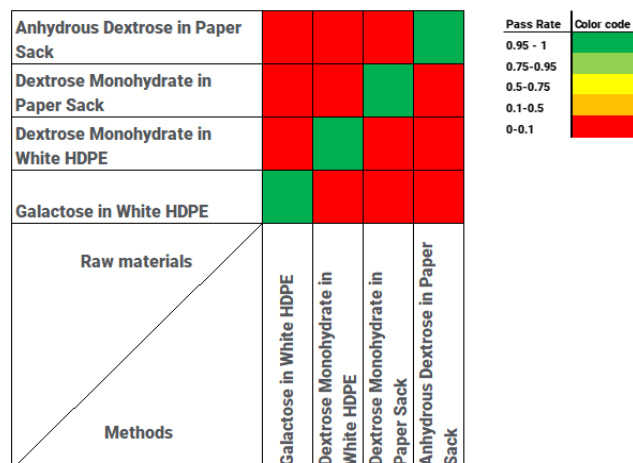 Anhydrous Dextrose in Paper
Sack
Dextrose Monohydrate in
Paper Sack
Dextrose Monohydrate in
White HDPE
Galactose in White HDPE
Raw materials
Methods
Galactose in White HDPE
Dextrose Monohydrate in
White HDPE
Dextrose Monohydrate in
Paper Sack
Anhydrous Dextrose in Paper
Sack
Pass Rate Color code
0.95 - 1
0.75-0.95
0.5-0.75
0.1-0.5
0-0.1